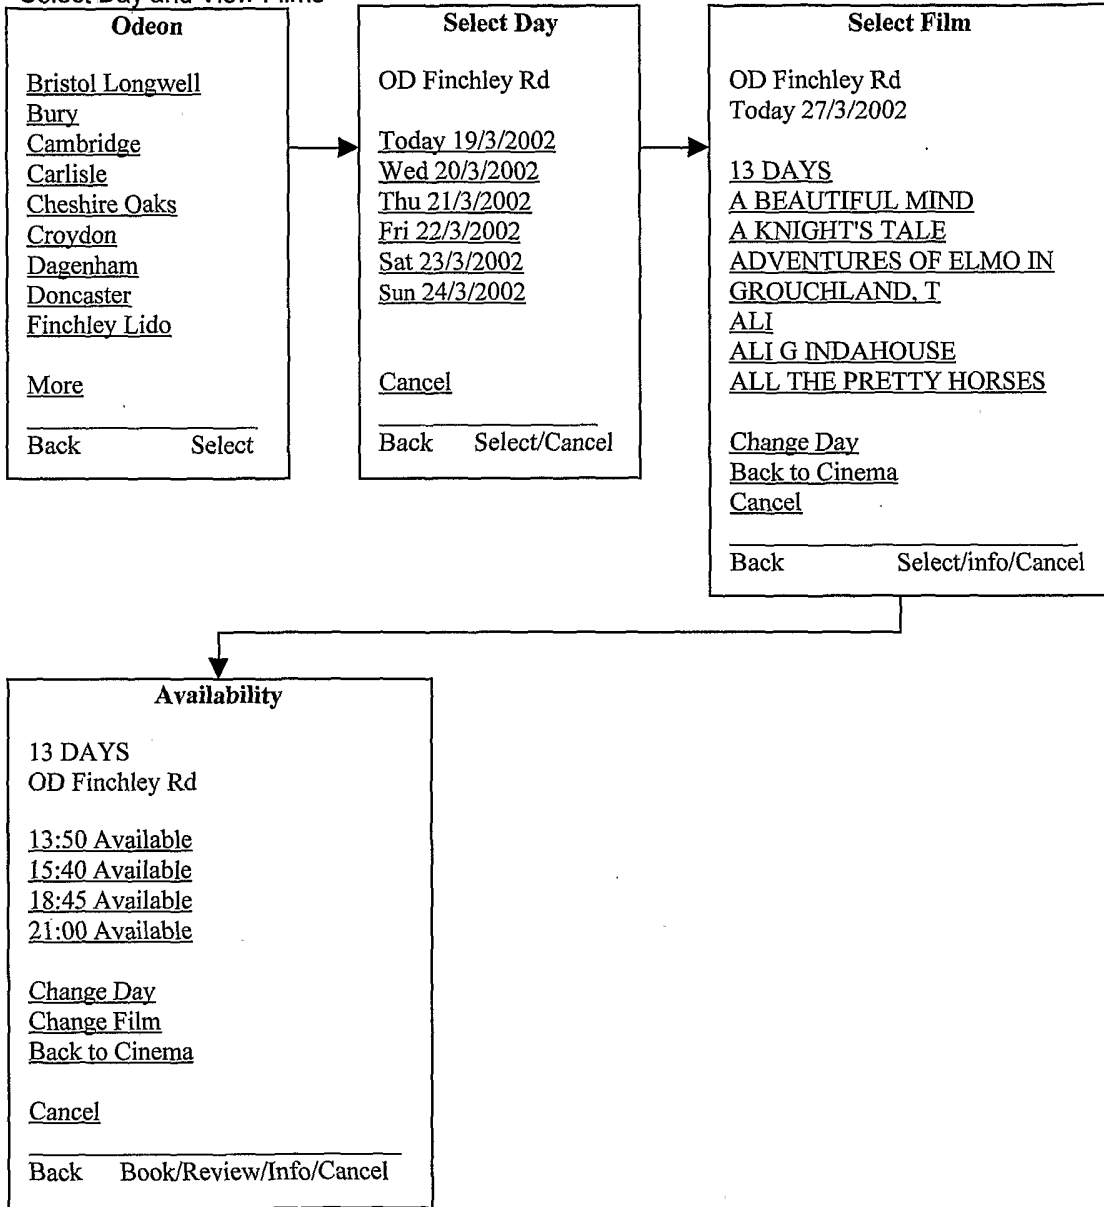 Select Day and View Films
Odeon
Bristol Longwell
Bury
Cambridge
Carlisle
Cheshire Oaks
Croydon
Dagenham
Doncaster
Finchley Lido
More
Back Select
Select Day
OD Finchley Rd
Today 19/3/2002
Wed 20/3/2002
Thu 21/3/2002
Fri 22/3/2002
Sat 23/3/2002
Sun 24/3/2002
Cancel
Back Select/Cancel
Select Film
OD Finchley Rd
Today 27/3/2002
13 DAYS
A BEAUTIFUL MIND
A KNIGHT'S TALE
ADVENTURES OF ELMO IN
GROUCHLAND, T
ALI
ALI G INDAHOUSE
ALL THE PRETTY HORSES
Change Day
Back to Cinema
Cancel
Back Select/info/Cancel
Availability
13 DAYS
OD Finchley Rd
13:50 Available
15:40 Available
18:45 Available
21:00 Available
Change Day
Change Film
Back to Cinema
Cancel
Back Book/Review/Info/Cancel